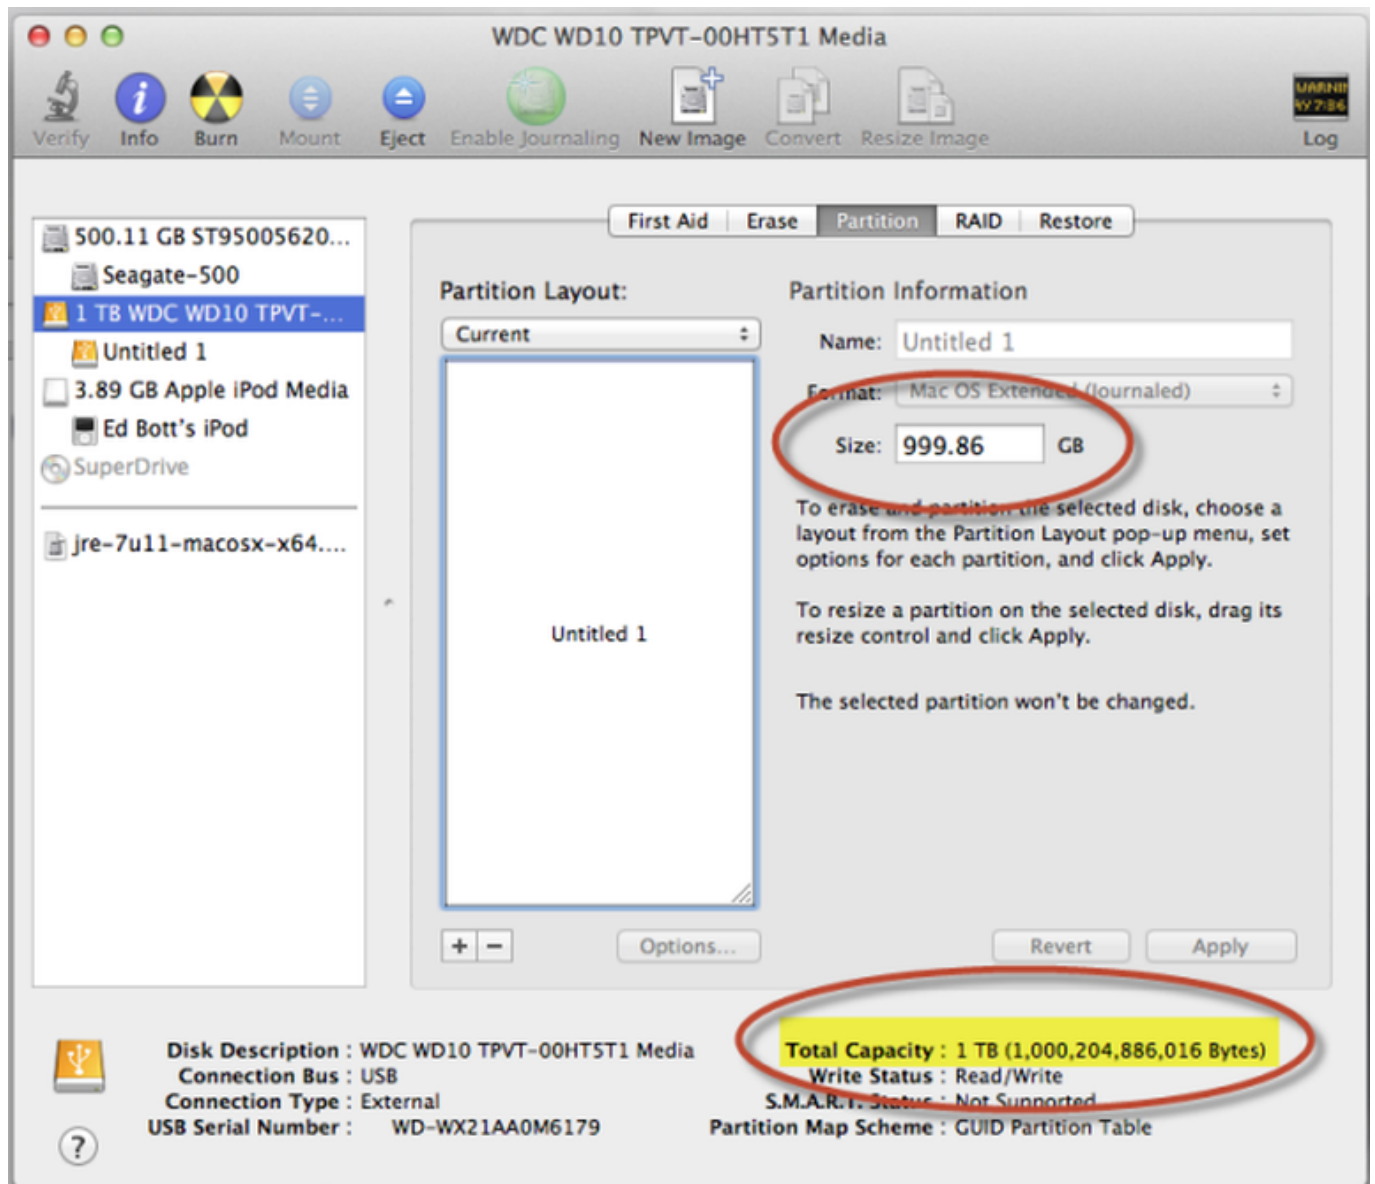 WDC WD10 TPVT-00HT5T1 Media
Verify Info Burn Mount Eject Enable Journaling New Image Convert Resize Image Log
First Aid Erase Partition RAID Restore
500.11 GB ST95005620...
Seagate-500
1 TB WDC WD10 TPVT-...
Untitled 1
3.89 GB Apple iPod Media
Ed Bott's iPod
SuperDrive
jre-7u11-macosx-x64....
Partition Layout:
Current
Untitled 1
+ −
Options...
Partition Information
Name: Untitled 1
Format: Mac OS Extended (Journaled)
Size: 999.86 GB
To erase and partition the selected disk, choose a
layout from the Partition Layout pop-up menu, set
options for each partition, and click Apply.
To resize a partition on the selected disk, drag its
resize control and click Apply.
The selected partition won't be changed.
Revert Apply
Disk Description : WDC WD10 TPVT-00HT5T1 Media
Connection Bus : USB
Connection Type : External
USB Serial Number : WD-WX21AA0M6179
Total Capacity : 1 TB (1,000,204,886,016 Bytes)
Write Status : Read/Write
S.M.A.R.T. Status : Not Supported
Partition Map Scheme : GUID Partition Table
?